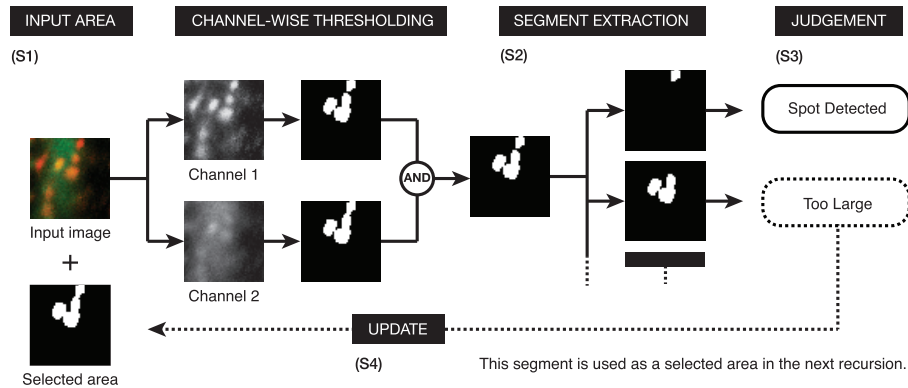 INPUT AREA
CHANNEL-WISE THRESHOLDING
SEGMENT EXTRACTION
JUDGEMENT
(S1)
(S2)
(S3)
Spot Detected
Channel 1
AND
Input image
Too Large
+
Channel 2
UPDATE
Selected area
(S4)
This segment is used as a selected area in the next recursion.